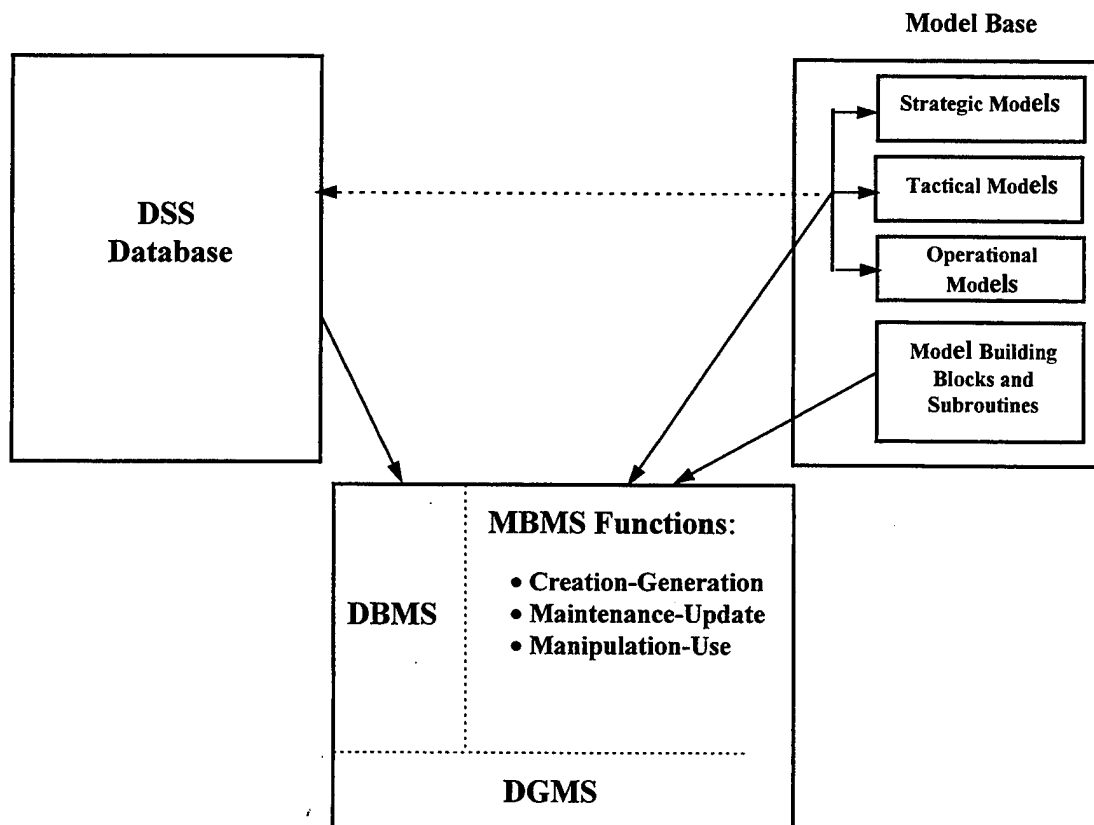 Model Base
Strategic Models
Tactical Models
Operational
Models
Model Building
Blocks and
Subroutines
DSS
Database
MBMS Functions:
• Creation-Generation
• Maintenance-Update
• Manipulation-Use
DBMS
DGMS